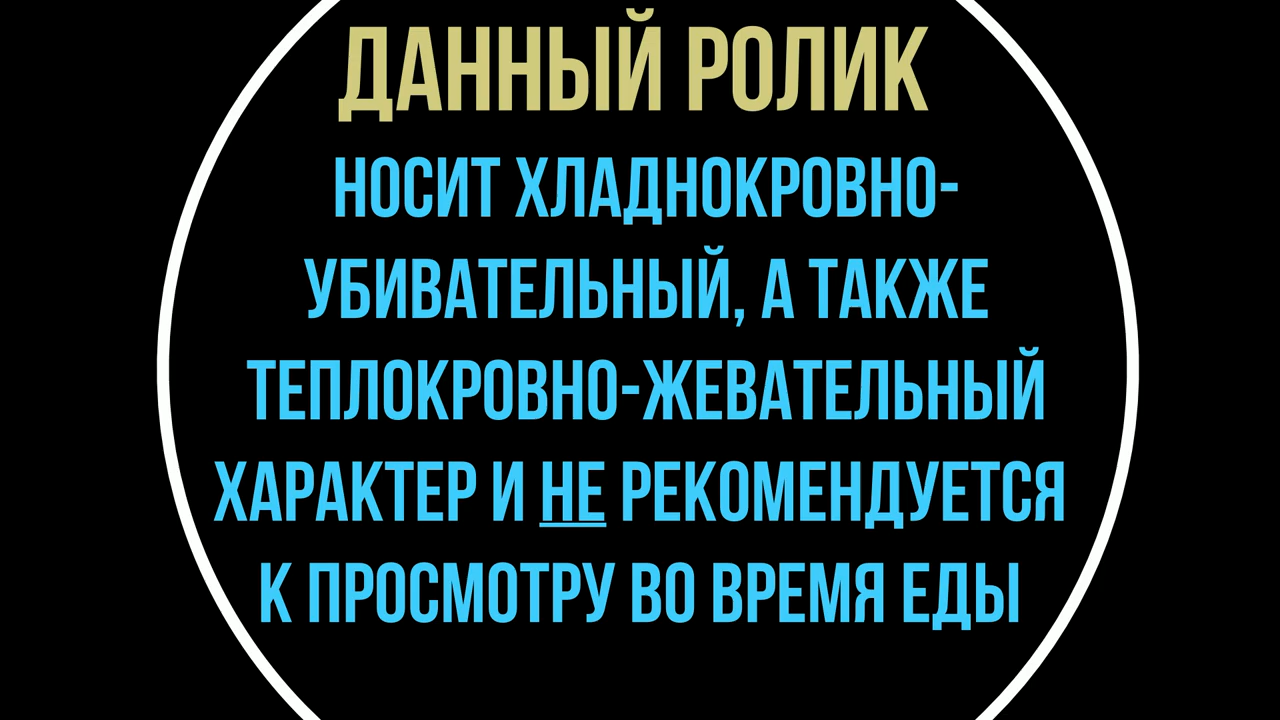 ДАННЫЙ РОЛИК
НОСИТ ХЛАДНОКРОВНО-
УБИВАТЕЛЬНЫЙ, А ТАКЖЕ
ТЕПЛОКРОВНО-ЖЕВАТЕЛЬНЫЙ
ХАРАКТЕР И НЕ РЕКОМЕНДУЕТСЯ
К ПРОСМОТРУ ВО ВРЕМЯ ЕДЫ